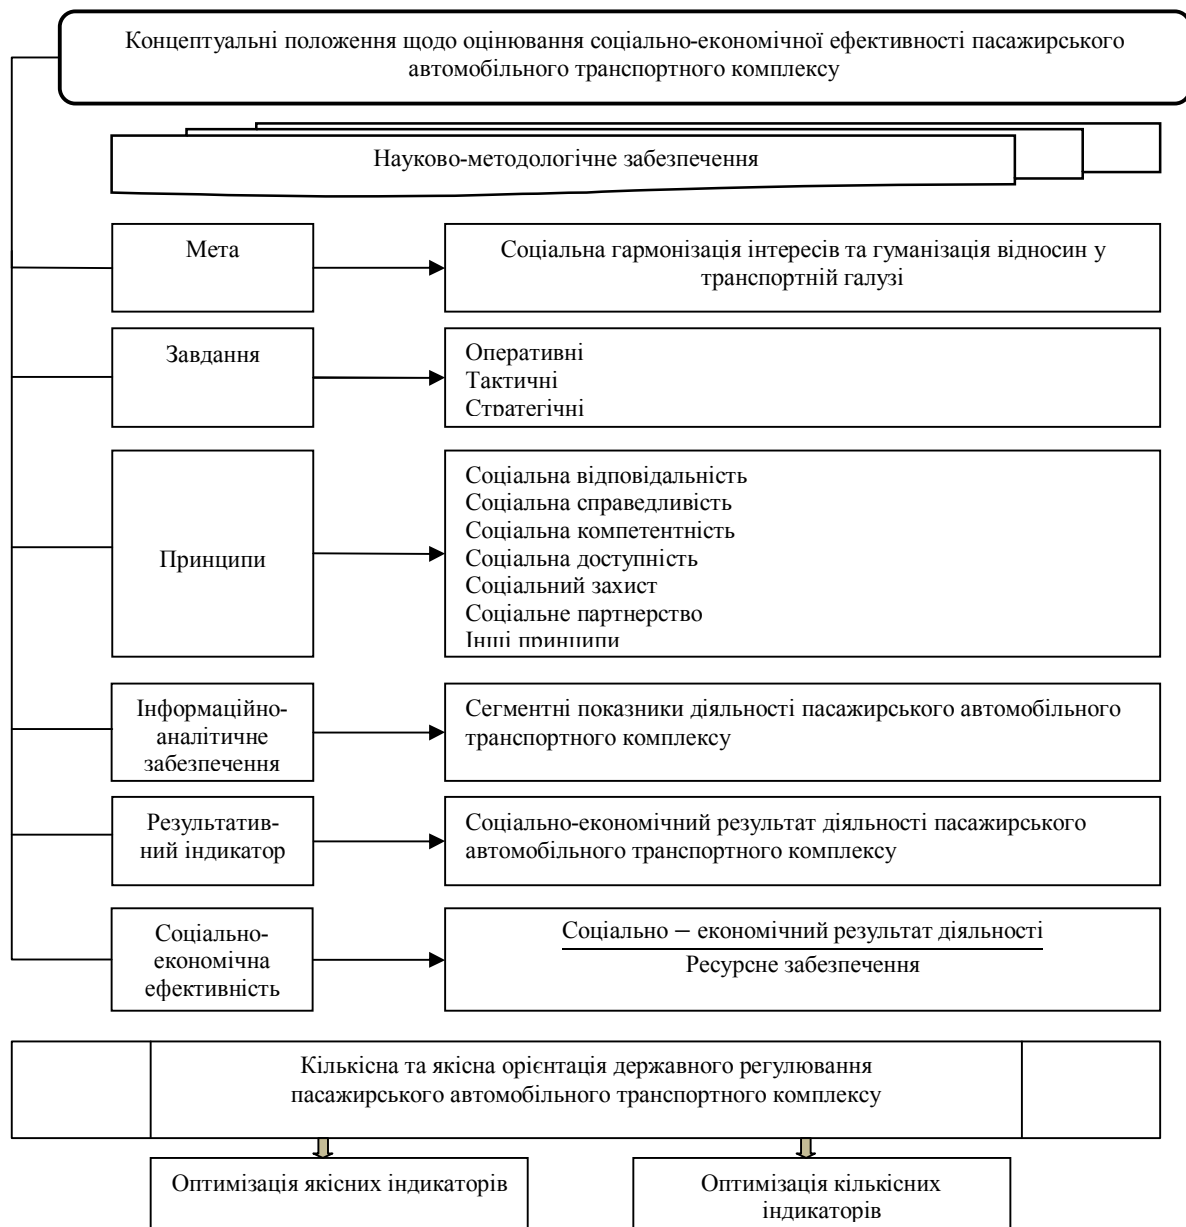 Концептуальні положення щодо оцінювання соціально-економічної ефективності пасажирського
автомобільного транспортного комплексу
Науково-методологічне забезпечення
Мета
Соціальна гармонізація інтересів та гуманізація відносин у
транспортній галузі
Завдання
Оперативні
Тактичні
Стратегічні
Принципи
Соціальна відповідальність
Соціальна справедливість
Соціальна компетентність
Соціальна доступність
Соціальний захист
Соціальне партнерство
Інші принципи
Інформаційно-
аналітичне
забезпечення
Сегментні показники діяльності пасажирського автомобільного
транспортного комплексу
Результатив-
ний індикатор
Соціально-економічний результат діяльності пасажирського
автомобільного транспортного комплексу
Соціально-
економічна
ефективність
Соціально − економічний результат діяльності
Ресурсне забезпечення
Кількісна та якісна орієнтація державного регулювання
пасажирського автомобільного транспортного комплексу
Оптимізація якісних індикаторів
Оптимізація кількісних
індикаторів